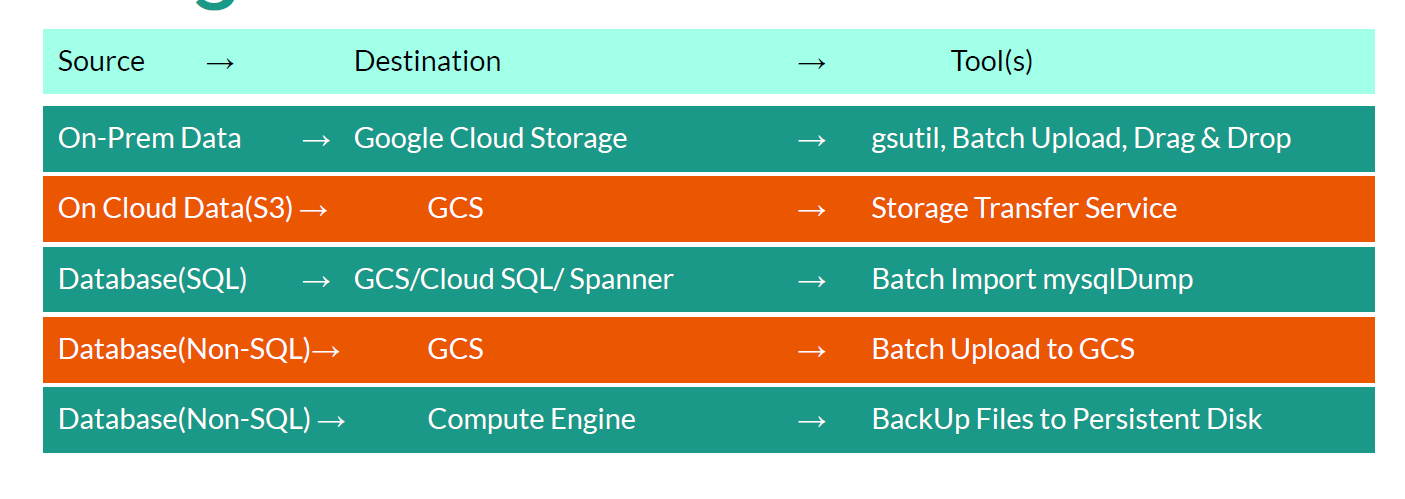 Source → Destination → Tool(s)
On-Prem Data → Google Cloud Storage → gsutil, Batch Upload, Drag & Drop
On Cloud Data(S3) → GCS → Storage Transfer Service
Database(SQL) → GCS/Cloud SQL/ Spanner → Batch Import mysqlDump
Database(Non-SQL)→ GCS → Batch Upload to GCS
Database(Non-SQL) → Compute Engine → BackUp Files to Persistent Disk